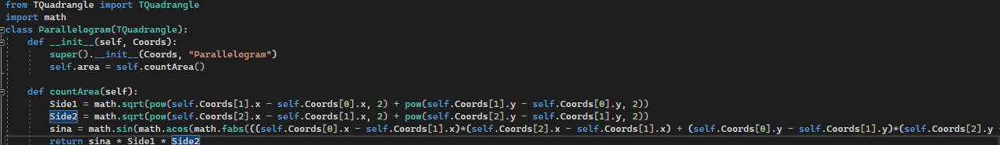 from TQuadrangle import TQuadrangle
import math
class Parallelogram(TQuadrangle):
def __init__(self, Coords):
super().__init__(Coords, "Parallelogram")
self.area = self.countArea()
def countArea(self):
Side1 = math.sqrt(pow(self.Coords[1].x - self.Coords[0].x, 2) + pow(self.Coords[1].y - self.Coords[0].y, 2))
Side2 = math.sqrt(pow(self.Coords[2].x - self.Coords[1].x, 2) + pow(self.Coords[2].y - self.Coords[1].y, 2))
sina = math.sin(math.acos(math.fabs(((self.Coords[0].x - self.Coords[1].x)*(self.Coords[2].x - self.Coords[1].x) + (self.Coords[0].y - self.Coords[1].y)*(self.Coords[2].y -
return sina * Side1 * Side2